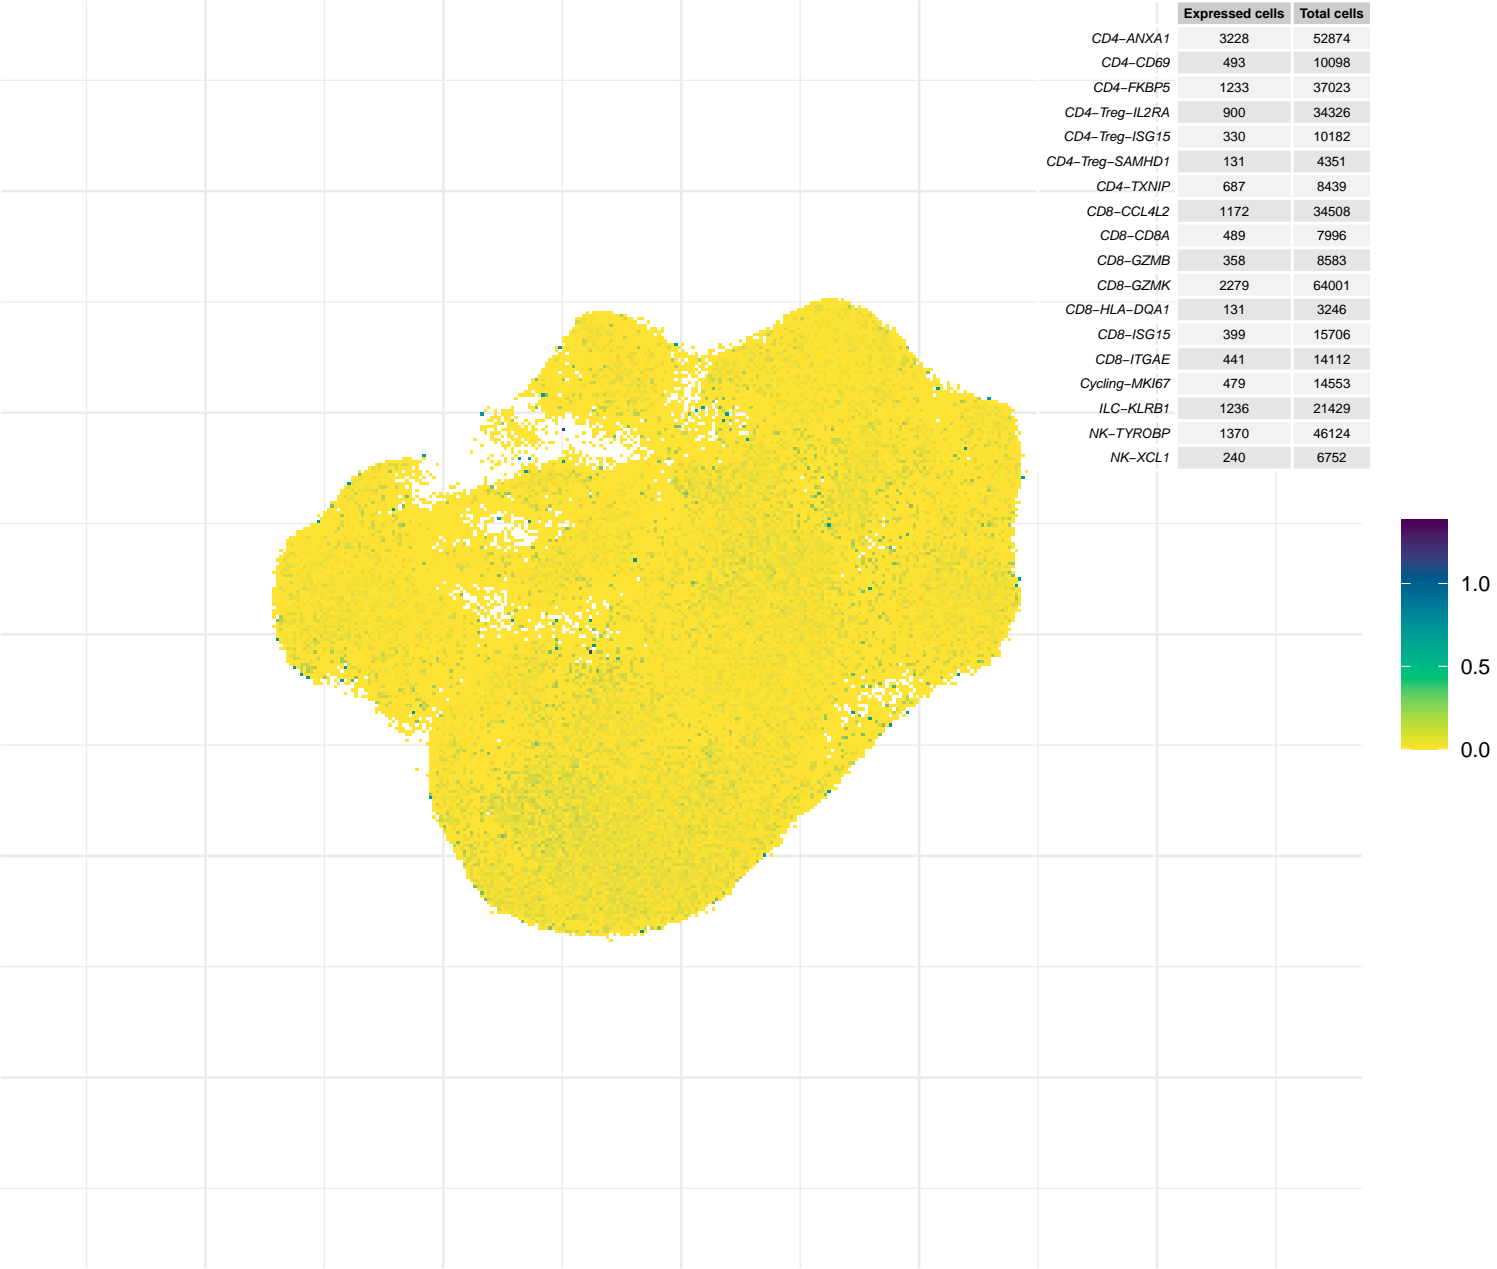 Expressed cells Total cells
CD4−ANXA1 3228 52874
CD4−CD69 493 10098
CD4−FKBP5 1233 37023
CD4−Treg−IL2RA 900 34326
CD4−Treg−ISG15 330 10182
CD4−Treg−SAMHD1 131 4351
CD4−TXNIP 687 8439
CD8−CCL4L2 1172 34508
CD8−CD8A 489 7996
CD8−GZMB 358 8583
CD8−GZMK 2279 64001
CD8−HLA−DQA1 131 3246
CD8−ISG15 399 15706
CD8−ITGAE 441 14112
Cycling−MKI67 479 14553
ILC−KLRB1 1236 21429
NK−TYROBP 1370 46124
NK−XCL1 240 6752
1.0
0.5
0.0